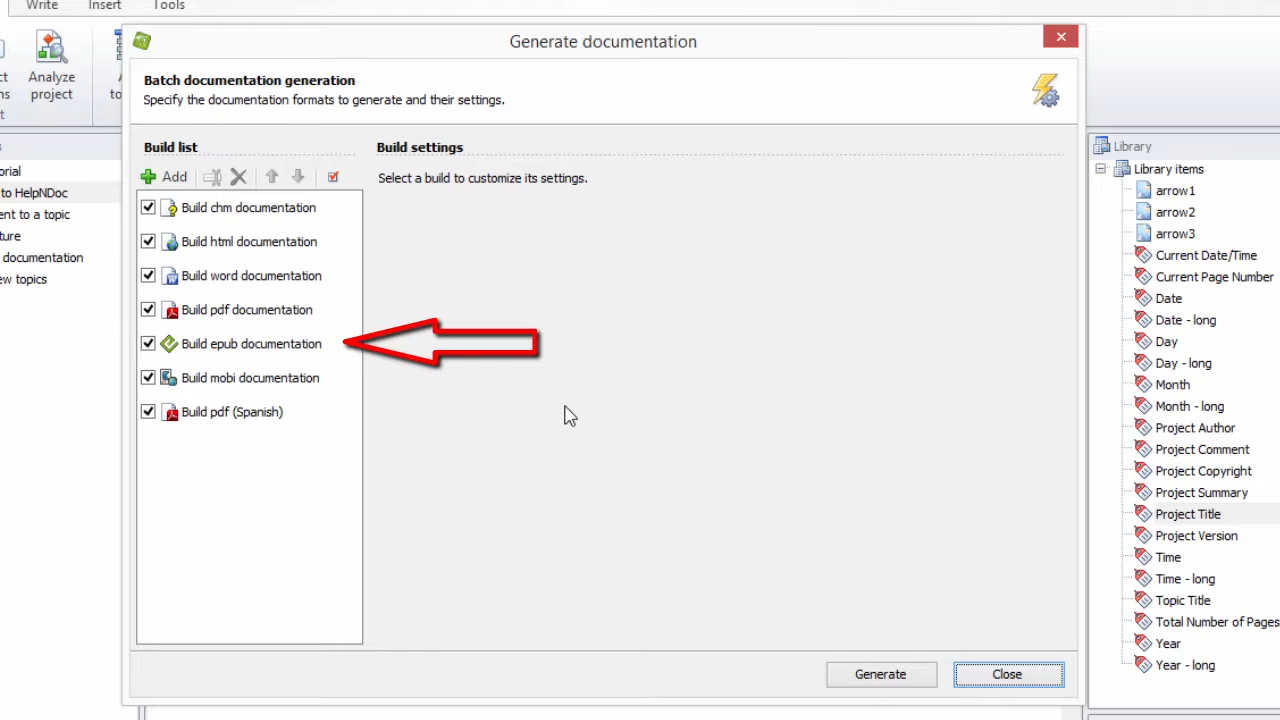 Write Insert Tools
Generate documentation
Analyze
project
Batch documentation generation
Specify the documentation formats to generate and their settings.
Build list
Add
Build chm documentation
Build html documentation
Build word documentation
Build pdf documentation
Build epub documentation
Build mobi documentation
Build pdf (Spanish)
Build settings
Select a build to customize its settings.
Generate
Close
to HelpNDoc
ent to a topic
documentation
ew topics
Library
Library items
arrow1
arrow2
arrow3
Current Date/Time
Current Page Number
Date
Date - long
Day
Day - long
Month
Month - long
Project Author
Project Comment
Project Copyright
Project Summary
Project Title
Project Version
Time
Time - long
Topic Title
Total Number of Pages
Year
Year - long